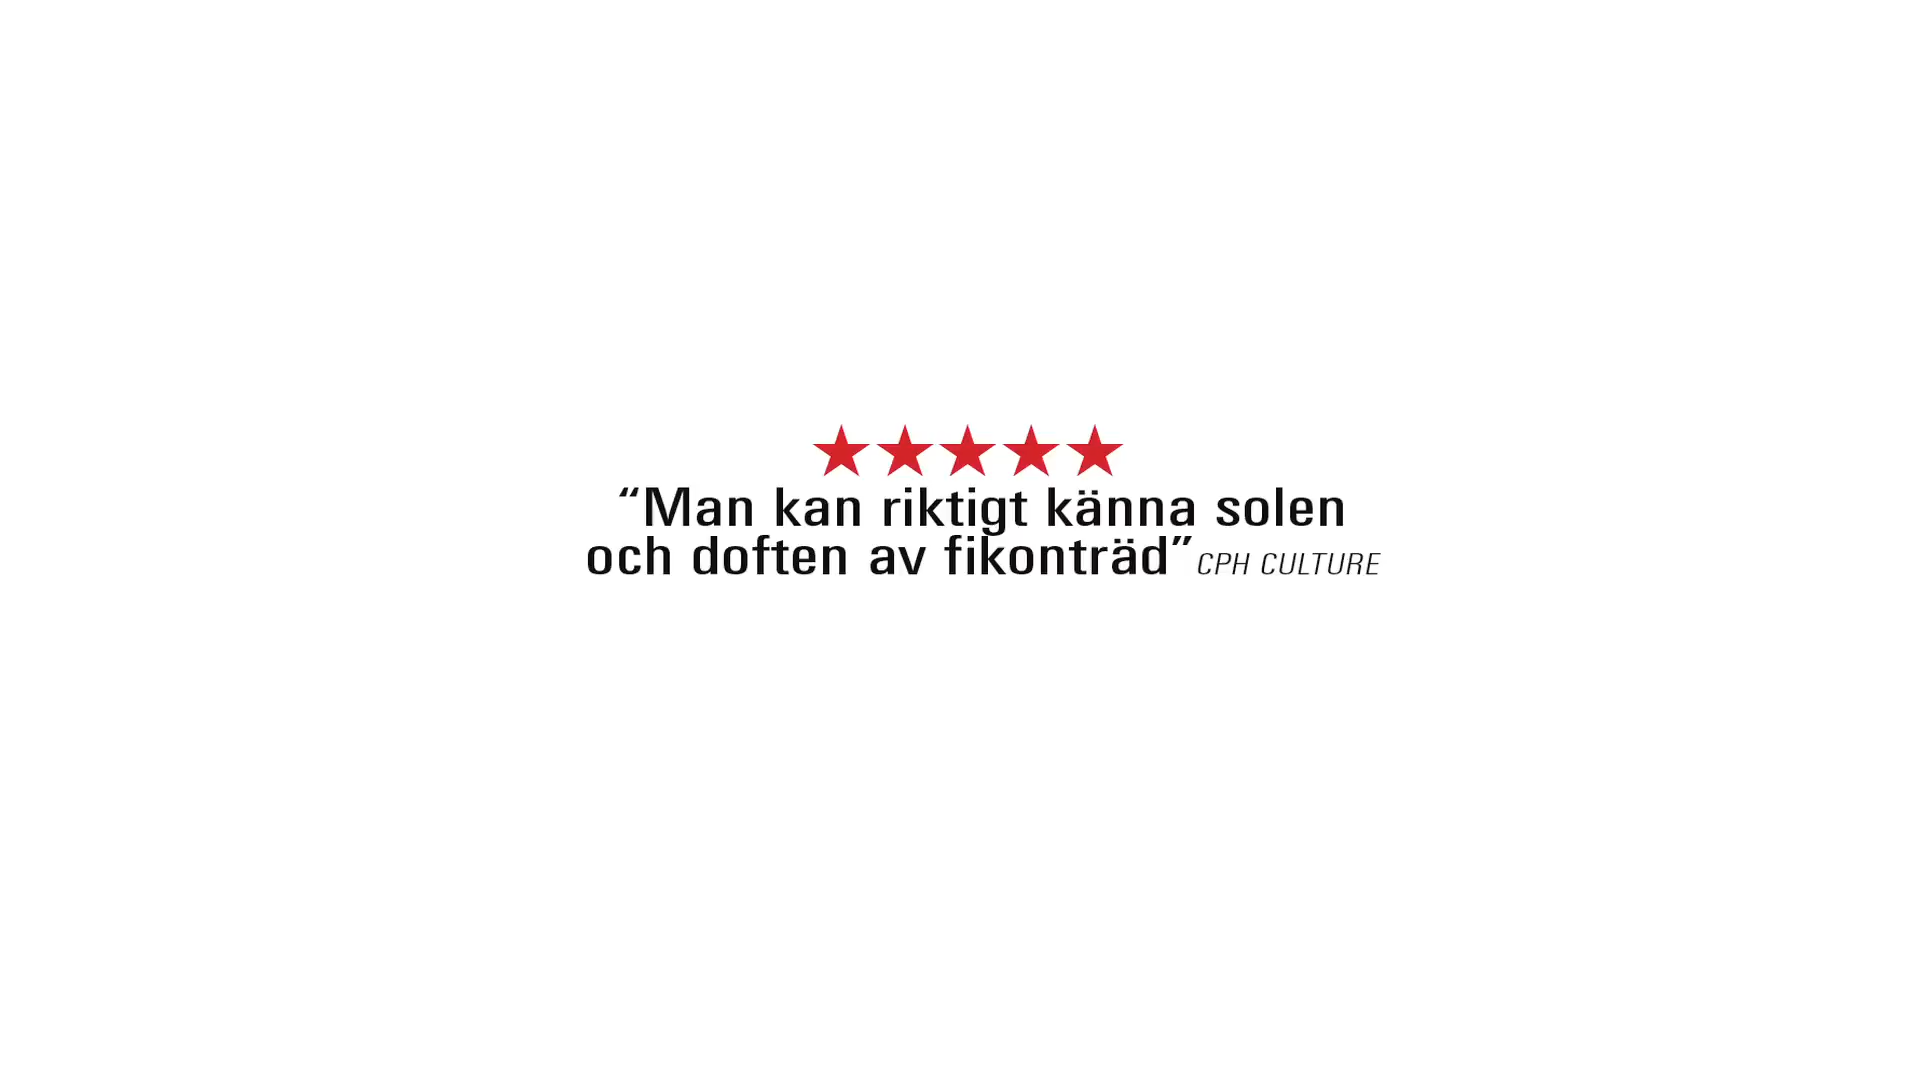 ★★★★★
“Man kan riktigt känna solen
och doften av fikonträd” CPH CULTURE